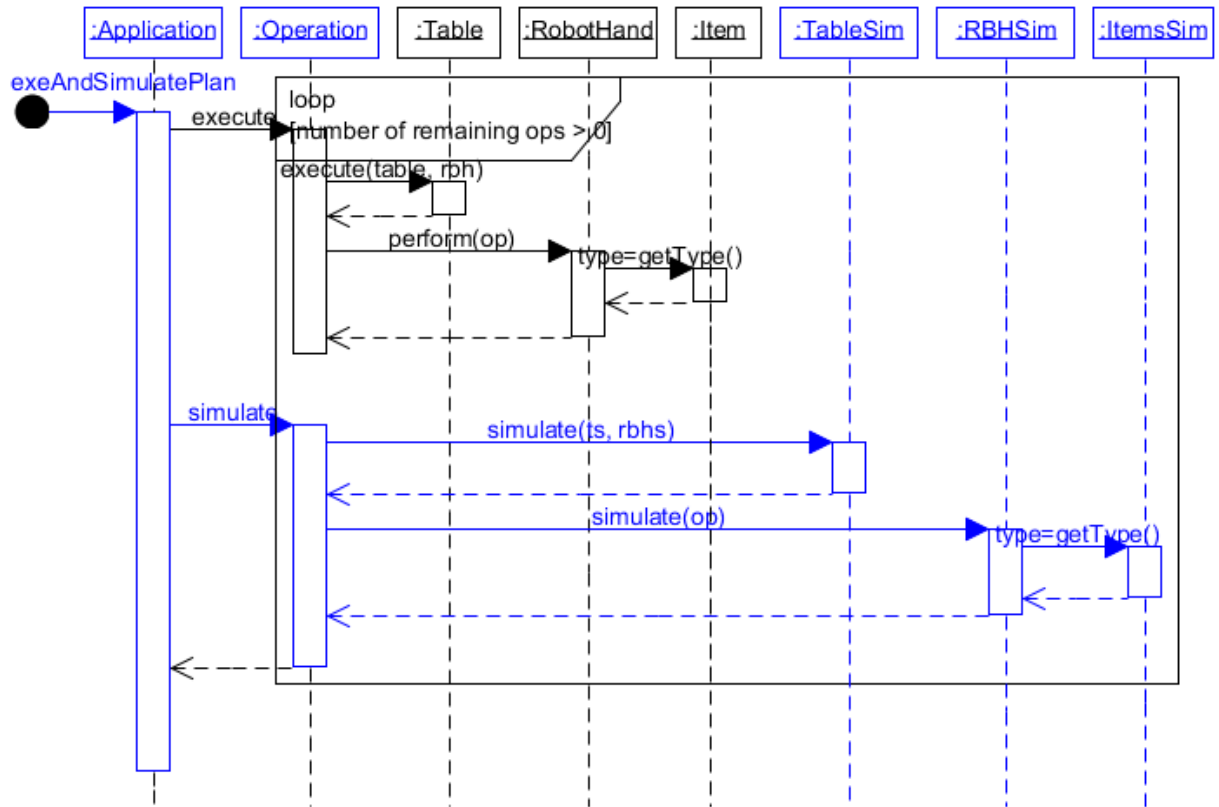 :Application
:Operation
:Table
:RobotHand
:Item
:TableSim
:RBHSim
:ItemsSim
exeAndSimulatePlan
loop
execute
[number of remaining ops > 0]
execute(table, rbh)
perform(op)
type=getType()
simulate
simulate(ts, rbhs)
simulate(op)
type=getType()